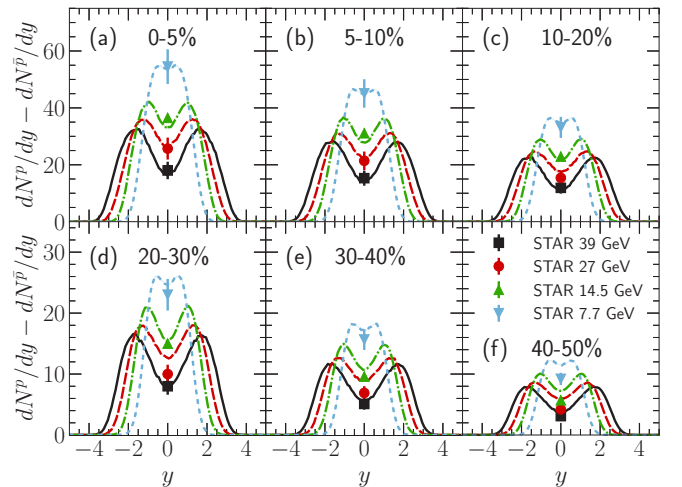 60
40
20
0
dN^p/dy − dN^p̄/dy
(a) 0-5%
(b) 5-10%
(c) 10-20%
30
20
10
0
dN^p/dy − dN^p̄/dy
(d) 20-30%
(e) 30-40%
STAR 39 GeV
STAR 27 GeV
STAR 14.5 GeV
STAR 7.7 GeV
(f) 40-50%
−4 −2 0 2 4
−4 −2 0 2 4
−4 −2 0 2 4
y y y